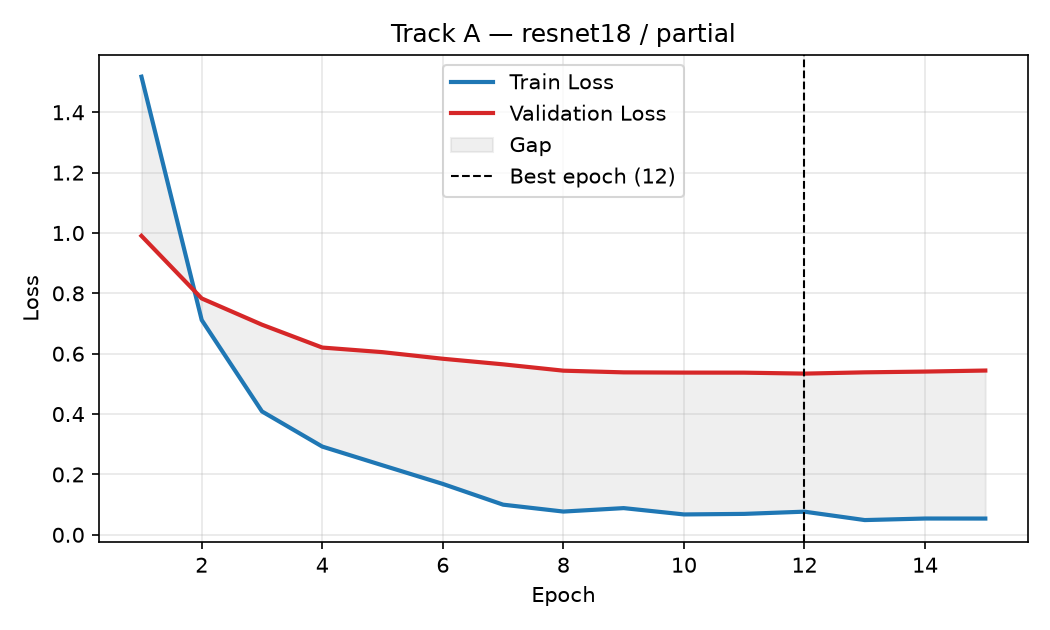 Track A — resnet18 / partial
Train Loss
Validation Loss
Gap
Best epoch (12)
Loss
1.4
1.2
1.0
0.8
0.6
0.4
0.2
0.0
2 4 6 8 10 12 14
Epoch